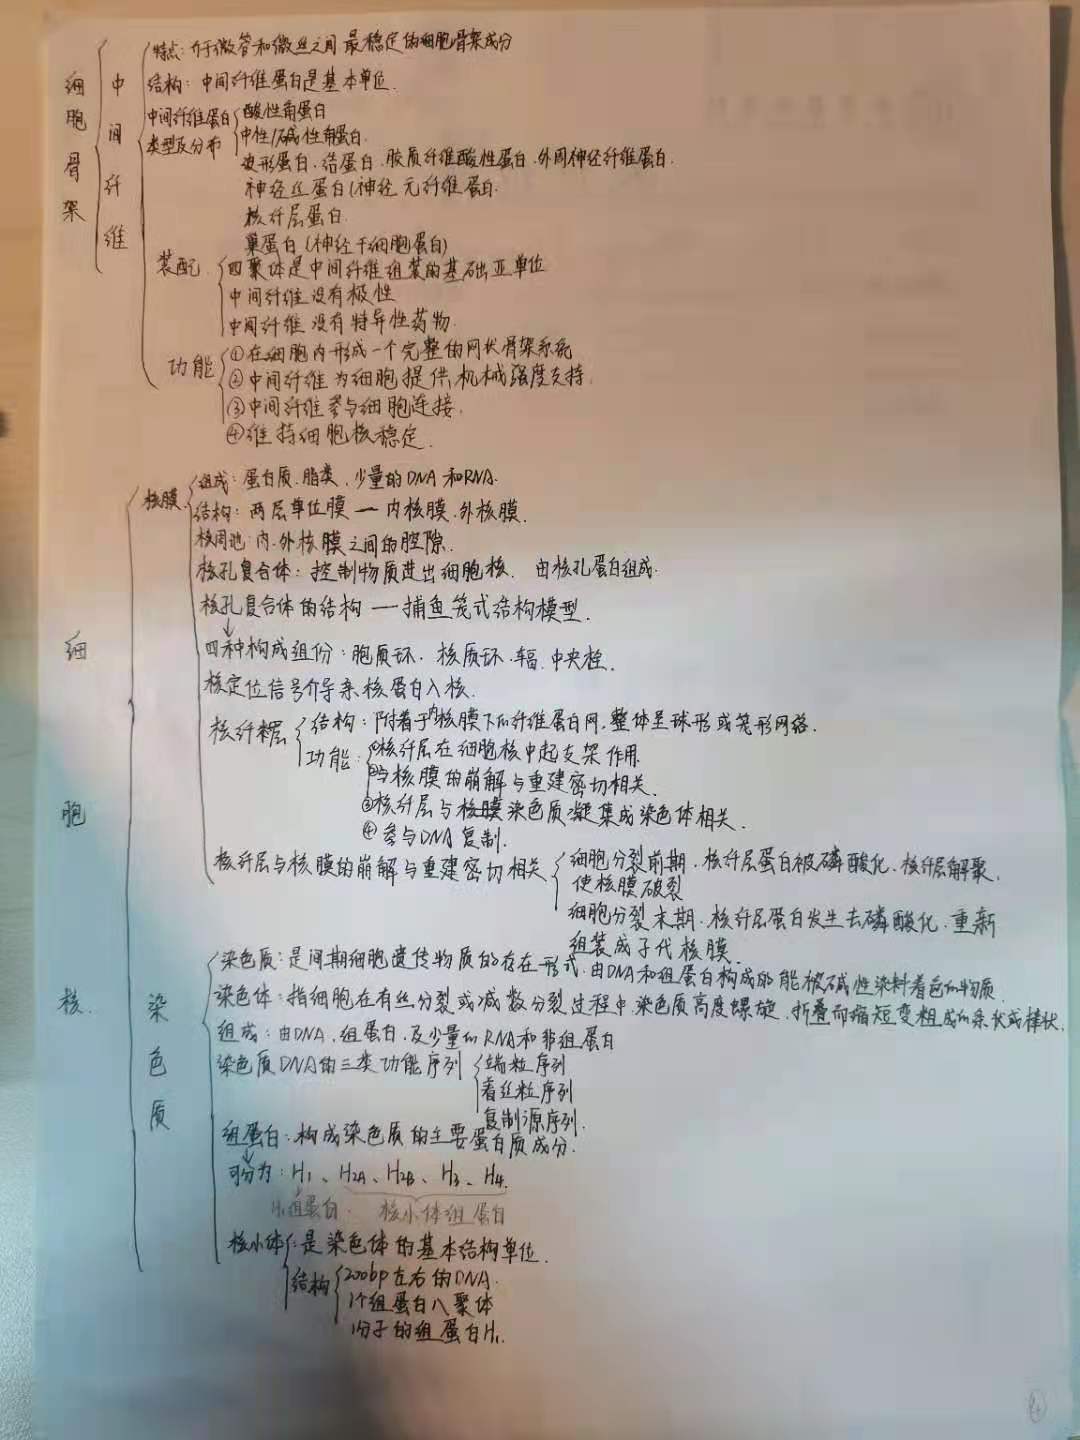 细胞骨架
中间纤维
特点：介于微管和微丝之间 最稳定的细胞骨架成分
结构：中间纤维蛋白是基本单位.
中间纤维蛋白类型及分布
酸性角蛋白
中性/碱性角蛋白.
波形蛋白、结蛋白、胶质纤维酸性蛋白、外周神经纤维蛋白.
神经丝蛋白(神经元纤维蛋白.
核纤层蛋白.
巢蛋白(神经干细胞蛋白)
装配
四聚体是中间纤维组装的基础亚单位
中间纤维没有极性
中间纤维没有特异性药物.
功能
①在细胞内形成一个完整的网状骨架系统
②中间纤维为细胞提供机械强度支持.
③中间纤维参与细胞连接.
④维持细胞核稳定.
细胞核.
核膜
组成：蛋白质、脂类、少量的DNA和RNA.
结构：两层单位膜 — 内核膜、外核膜.
核周池：内、外核膜之间的腔隙.
核孔复合体：控制物质进出细胞核. 由核孔蛋白组成.
核孔复合体的结构 — 捕鱼笼式结构模型.
↓
四种构成组份：胞质环、核质环、辐、中央栓.
核定位信号介导亲核蛋白入核.
核纤层
结构：附着于内核膜下的纤维蛋白网，整体呈球形或笼形网络.
功能：
①核纤层在细胞核中起支架作用.
②与核膜的崩解与重建密切相关.
③核纤层与核膜染色质凝集成染色体相关.
④参与DNA复制.
核纤层与核膜的崩解与重建密切相关
细胞分裂前期、核纤层蛋白被磷酸化、核纤层解聚.
使核膜破裂
细胞分裂末期、核纤层蛋白发生去磷酸化、重新
组装成子代核膜.
染色质
染色质：是间期细胞遗传物质的存在形式.由DNA和组蛋白构成的能被碱性染料着色的物质.
染色体：指细胞在有丝分裂或减数分裂过程中,染色质高度螺旋、折叠而缩短变粗成的条状或棒状.
组成：由DNA、组蛋白、及少量的RNA和非组蛋白
染色质DNA的三类功能序列
端粒序列
着丝粒序列
复制源序列.
组蛋白：构成染色质的主要蛋白质成分.
↓
可分为：H1、H2A、H2B、H3、H4.
核小体组蛋白
核小体：是染色体的基本结构单位.
结构
200bp左右的DNA.
1个组蛋白八聚体
1分子的组蛋白H1.
④